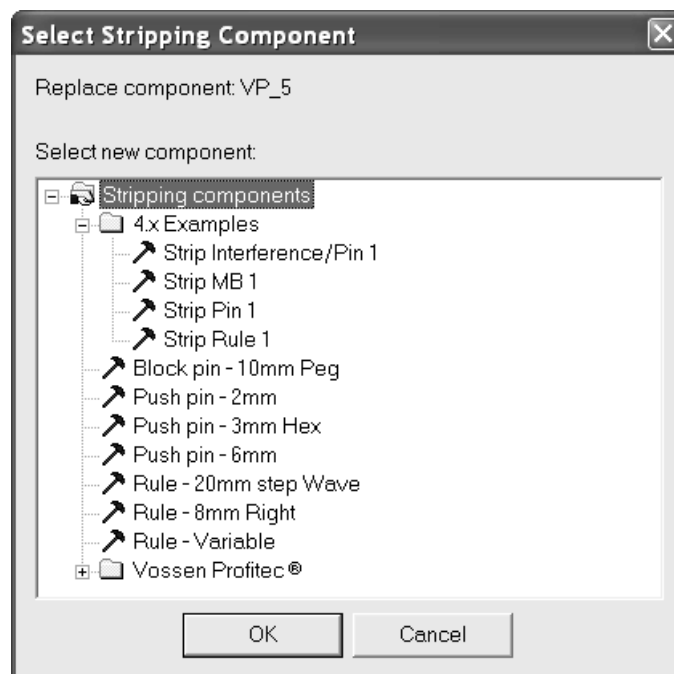 Select Stripping Component
Replace component: VP_5
Select new component:
Stripping components
4.x Examples
Strip Interference/Pin 1
Strip MB 1
Strip Pin 1
Strip Rule 1
Block pin - 10mm Peg
Push pin - 2mm
Push pin - 3mm Hex
Push pin - 6mm
Rule - 20mm step Wave
Rule - 8mm Right
Rule - Variable
Vossen Profitec ®
OK Cancel